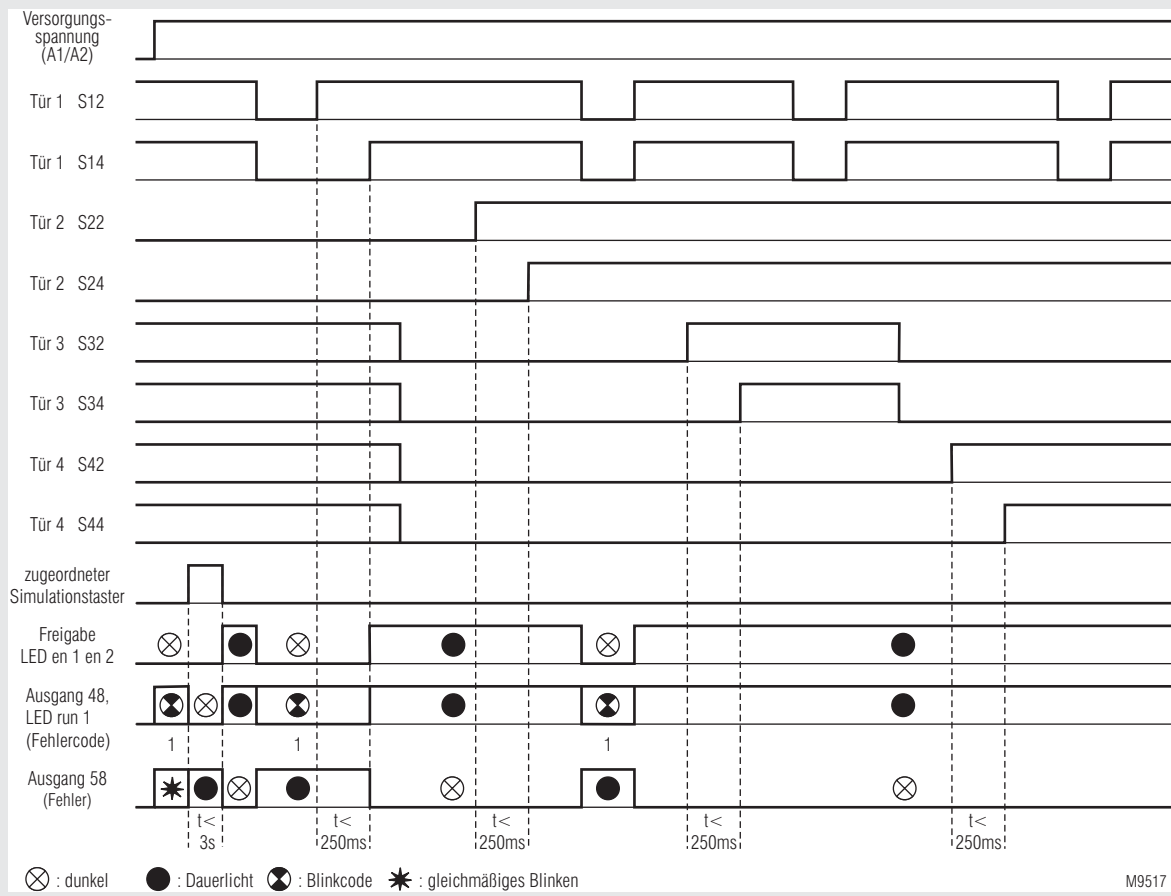 Versorgungs-
spannung
(A1/A2)
Tür 1 S12
Tür 1 S14
Tür 2 S22
Tür 2 S24
Tür 3 S32
Tür 3 S34
Tür 4 S42
Tür 4 S44
zugeordneter
Simulationstaster
Freigabe
LED en 1 en 2
Ausgang 48,
LED run 1
(Fehlercode)
1 1 1
Ausgang 58
(Fehler)
t< t< t< t< t<
3s 250ms 250ms 250ms 250ms
: dunkel : Dauerlicht : Blinkcode : gleichmäßiges Blinken
M9517